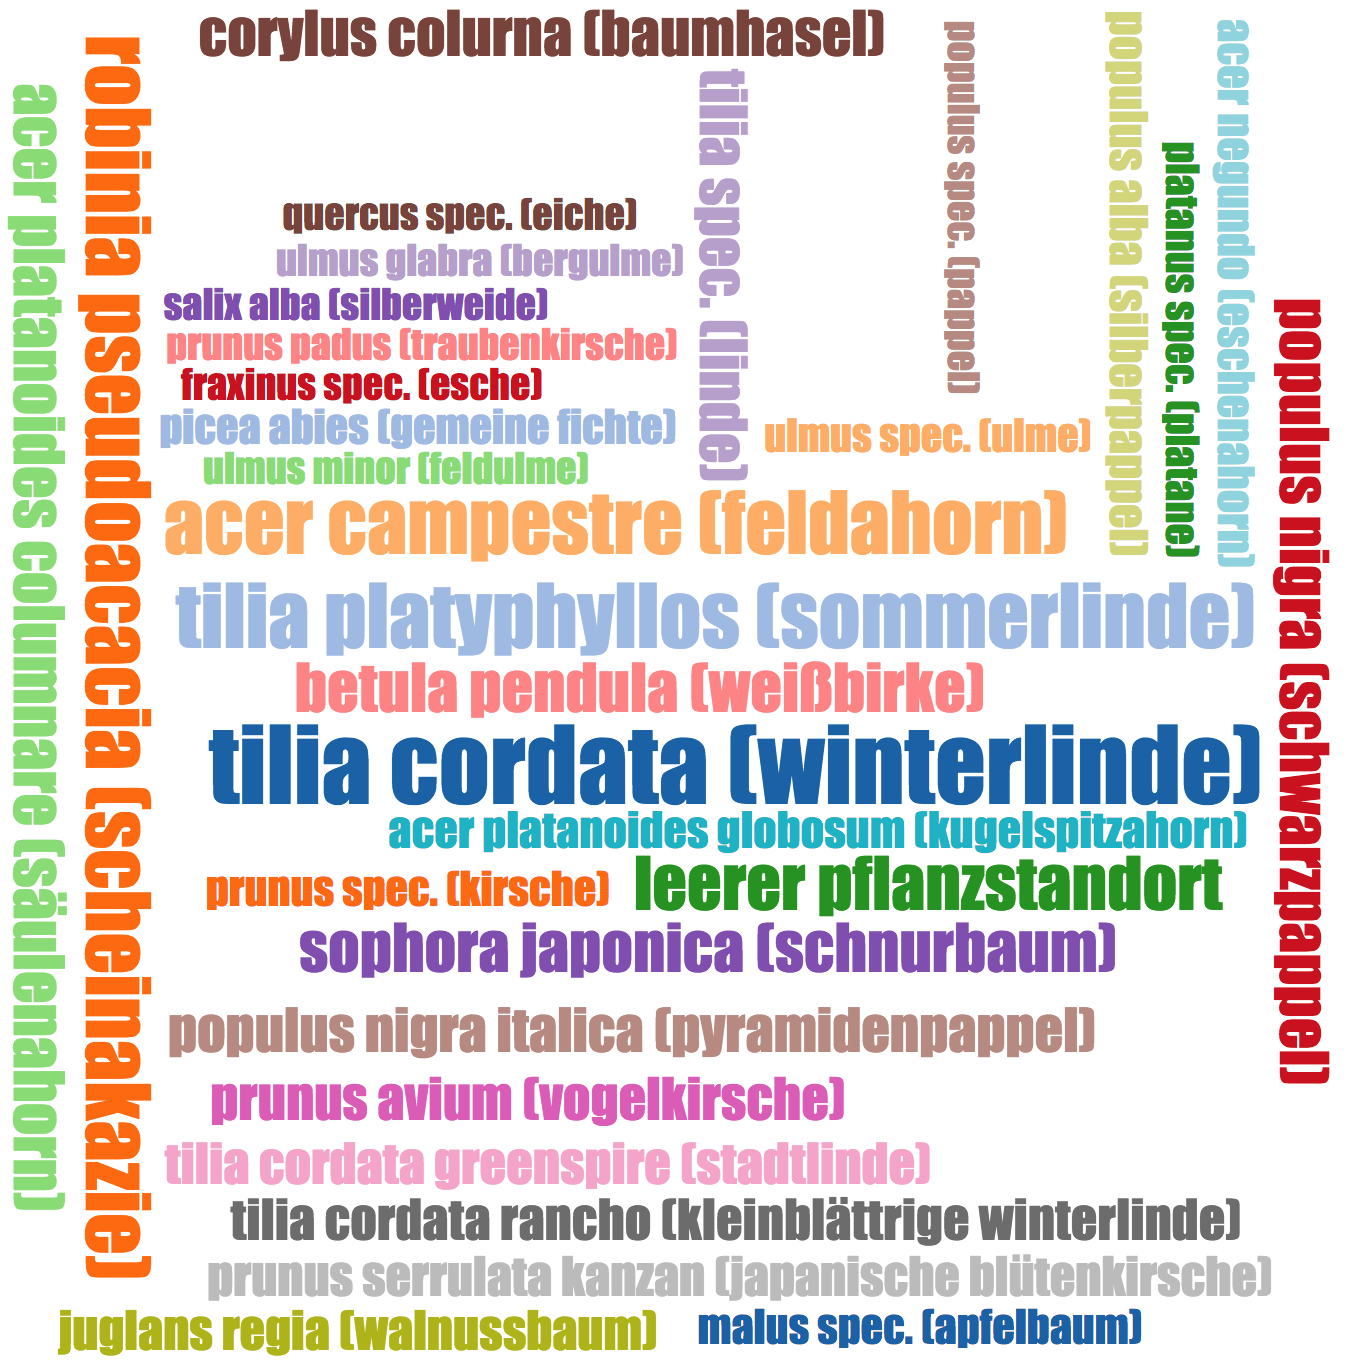 corylus colurna (baumhasel)
acer platanoides columnare (säulenahorn)
robinia pseudoacacia (scheinakazie)
tilia spec. (linde)
populus spec. (pappel)
populus alba (silberpappel)
platanus spec. (platane)
acer negundo (eschenahorn)
populus nigra (schwarzpappel)
quercus spec. (eiche)
ulmus glabra (bergulme)
salix alba (silberweide)
prunus padus (traubenkirsche)
fraxinus spec. (esche)
picea abies (gemeine fichte)
ulmus spec. (ulme)
ulmus minor (feldulme)
acer campestre (feldahorn)
tilia platyphyllos (sommerlinde)
betula pendula (weißbirke)
tilia cordata (winterlinde)
acer platanoides globosum (kugelspitzahorn)
prunus spec. (kirsche)
leerer pflanzstandort
sophora japonica (schnurbaum)
populus nigra italica (pyramidenpappel)
prunus avium (vogelkirsche)
tilia cordata greenspire (stadtlinde)
tilia cordata rancho (kleinblättrige winterlinde)
prunus serrulata kanzan (japanische blütenkirsche)
juglans regia (walnussbaum)
malus spec. (apfelbaum)